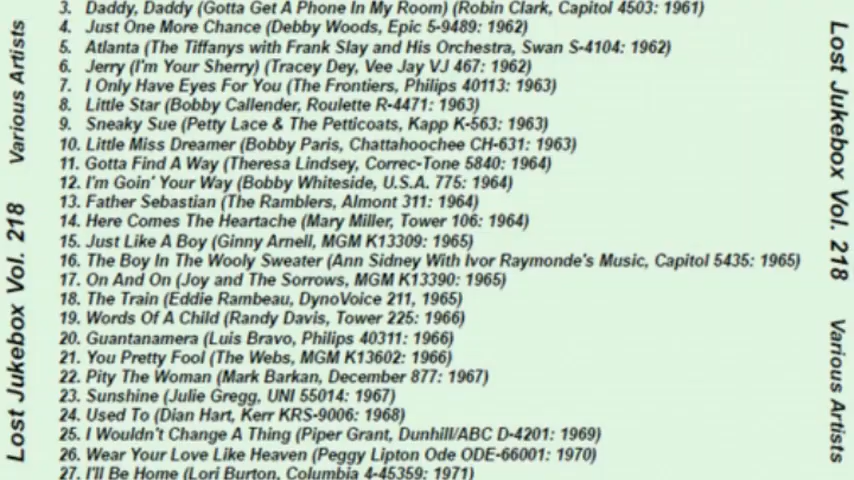 3. Daddy, Daddy (Gotta Get A Phone In My Room) (Robin Clark, Capitol 4503: 1961)
4. Just One More Chance (Debby Woods, Epic 5-9489: 1962)
5. Atlanta (The Tiffanys with Frank Slay and His Orchestra, Swan S-4104: 1962)
6. Jerry (I'm Your Sherry) (Tracey Dey, Vee Jay VJ 467: 1962)
7. I Only Have Eyes For You (The Frontiers, Philips 40113: 1963)
8. Little Star (Bobby Callender, Roulette R-4471: 1963)
9. Sneaky Sue (Petty Lace & The Petticoats, Kapp K-563: 1963)
10. Little Miss Dreamer (Bobby Paris, Chattahoochee CH-631: 1963)
11. Gotta Find A Way (Theresa Lindsey, Correc-Tone 5840: 1964)
12. I'm Goin' Your Way (Bobby Whiteside, U.S.A. 775: 1964)
13. Father Sebastian (The Ramblers, Almont 311: 1964)
14. Here Comes The Heartache (Mary Miller, Tower 106: 1964)
15. Just Like A Boy (Ginny Arnell, MGM K13309: 1965)
16. The Boy In The Wooly Sweater (Ann Sidney With Ivor Raymonde's Music, Capitol 5435: 1965)
17. On And On (Joy and The Sorrows, MGM K13390: 1965)
18. The Train (Eddie Rambeau, DynoVoice 211, 1965)
19. Words Of A Child (Randy Davis, Tower 225: 1966)
20. Guantanamera (Luis Bravo, Philips 40311: 1966)
21. You Pretty Fool (The Webs, MGM K13602: 1966)
22. Pity The Woman (Mark Barkan, December 877: 1967)
23. Sunshine (Julie Gregg, UNI 55014: 1967)
24. Used To (Dian Hart, Kerr KRS-9006: 1968)
25. I Wouldn't Change A Thing (Piper Grant, Dunhill/ABC D-4201: 1969)
26. Wear Your Love Like Heaven (Peggy Lipton Ode ODE-66001: 1970)
27. I'll Be Home (Lori Burton, Columbia 4-45359: 1971)
Lost Jukebox Vol. 218 Various Artists
Lost Jukebox Vol. 218 Various Artists